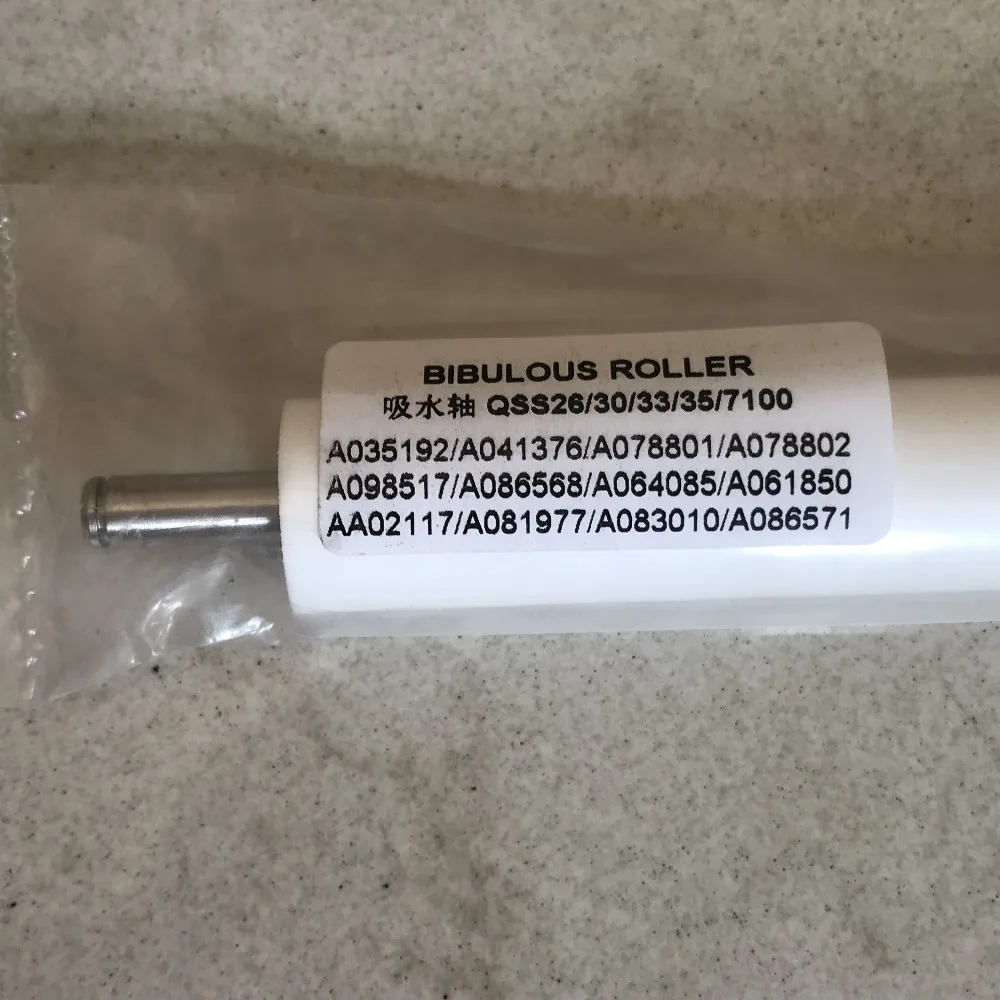 BIBULOUS ROLLER
吸水轴 QSS26/30/33/35/7100
A035192/A041376/A078801/A078802
A098517/A086568/A064085/A061850
AA02117/A081977/A083010/A086571